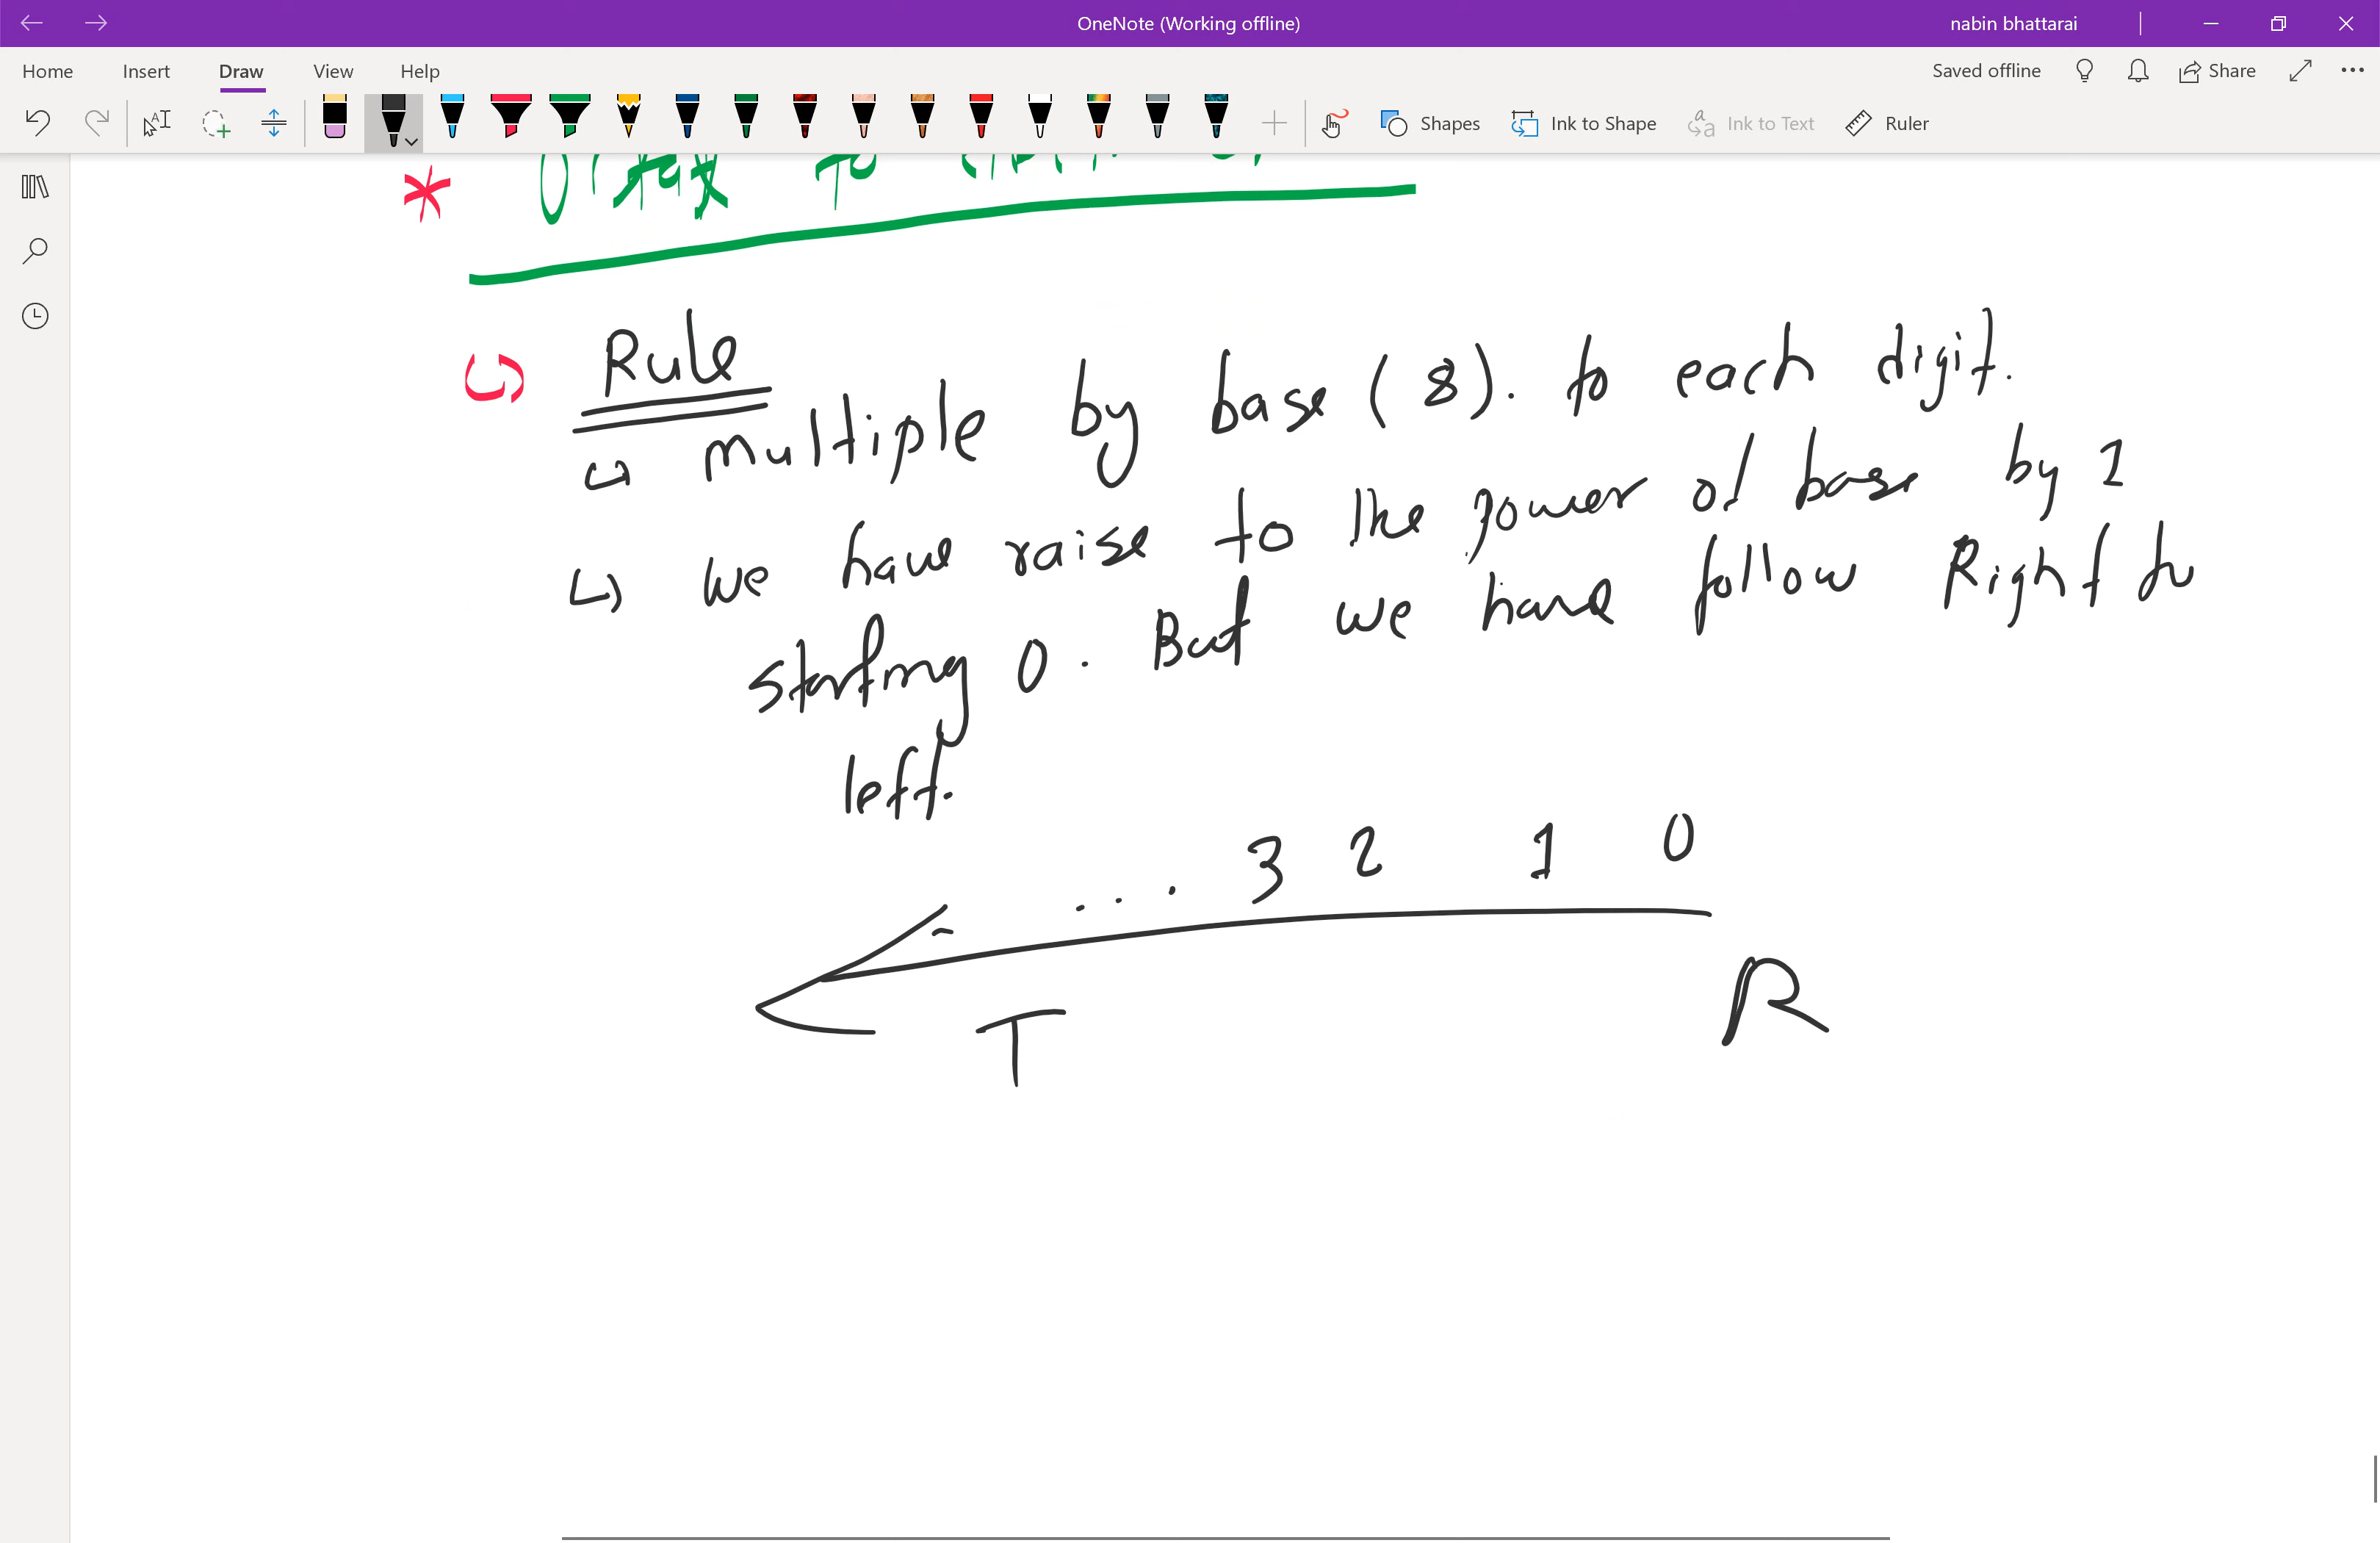 OneNote (Working offline)
nabin bhattarai
Home Insert Draw View Help
Saved offline
Share
Shapes
Ink to Shape
Ink to Text
Ruler
* to
Rule
multiple by base (8). to each digit.
we have raise to the power of base by 1
starting 0. But we have follow Right to
left.
... 3 2 1 0
T R